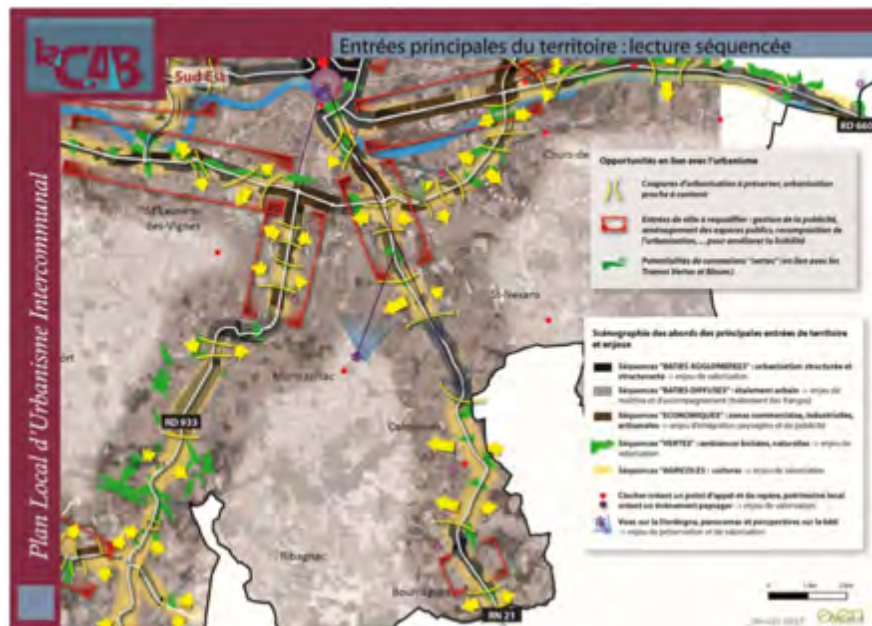 la CAB
Entrées principales du territoire : lecture séquencée
Sud Est
Plan Local d'Urbanisme Intercommunal
RD 660
Opportunités en lien avec l'urbanisme
Coupures d'urbanisation à préserver, urbanisation
proche à contenir
Entrées de ville à requalifier : gestion de la publicité,
aménagement des espaces publics, recomposition de
l'urbanisation, ... pour améliorer la lisibilité
Potentialités de connexions "vertes" (en lien avec les
Trames Vertes et Bleues)
St Laurent-
des-Vignes
St-Nexans
RD 933
Scénographie des abords des principales entrées de territoire
et enjeux
Séquences "BATIES AGGLOMEREES" : urbanisation structurée et
structurante -> enjeu de valorisation
Séquences "BATIES DIFFUSES" : étalement urbain -> enjeu de
maîtrise et d'accompagnement (traitement des franges)
Séquences "ECONOMIQUES" : zones commerciales, industrielles,
artisanales -> enjeu d'intégration paysagère et de publicité
Séquences "VERTES" : ambiances boisées, naturelles -> enjeu de
valorisation
Séquences "AGRICOLES" : cultures -> enjeu de valorisation
Clocher créant un point d'appel et de repère, patrimoine local
créant un événement paysager -> enjeu de valorisation
Vues sur la Dordogne, panoramas et perspectives sur le bâti
-> enjeu de préservation et de valorisation
Ribagnac
RN 21